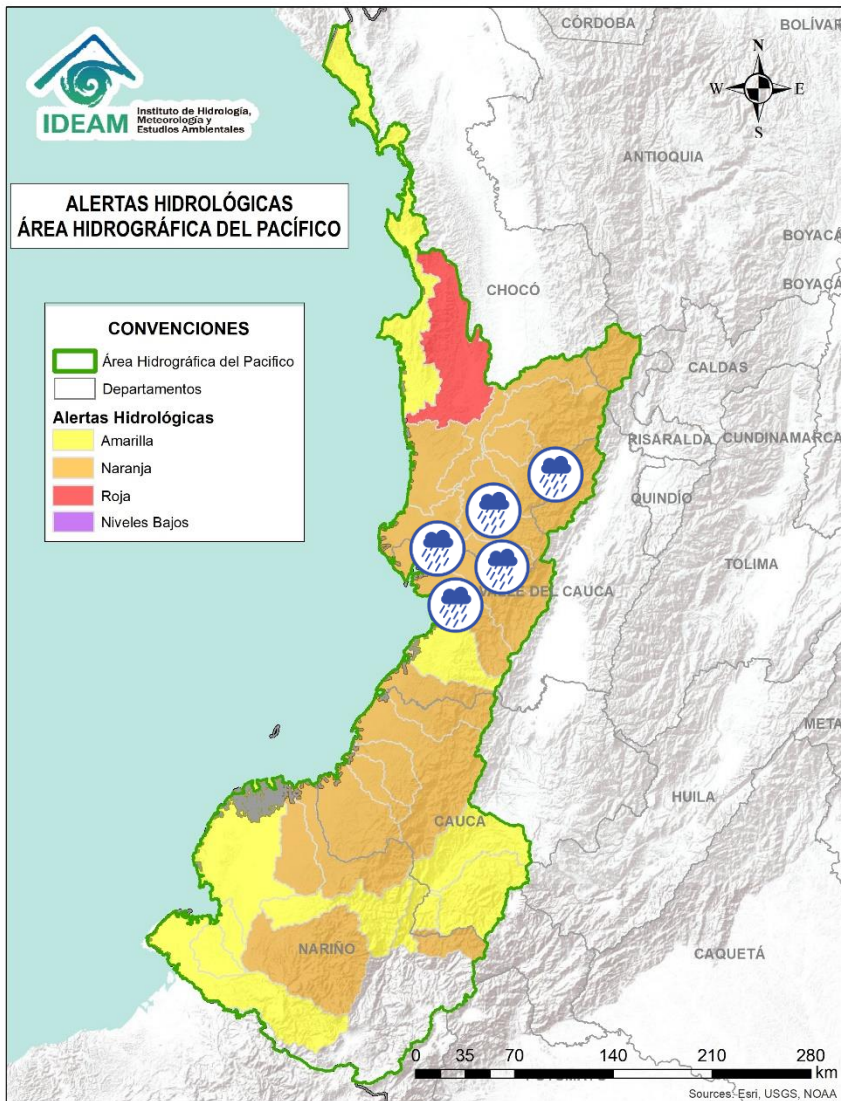 IDEAM
Instituto de Hidrología,
Meteorología y
Estudios Ambientales
ALERTAS HIDROLÓGICAS
ÁREA HIDROGRÁFICA DEL PACÍFICO
CONVENCIONES
Área Hidrográfica del Pacifico
Departamentos
Alertas Hidrológicas
Amarilla
Naranja
Roja
Niveles Bajos
N
W
E
S
CÓRDOBA
BOLÍVAR
ANTIOQUIA
BOYACÁ
BOYACÁ
CHOCÓ
CALDAS
RISARALDA
CUNDINAMARCA
QUINDÍO
TOLIMA
VALLE DEL CAUCA
META
HUILA
CAUCA
NARIÑO
CAQUETÁ
0 35 70 140 210 280
km
Sources: Esri, USGS, NOAA